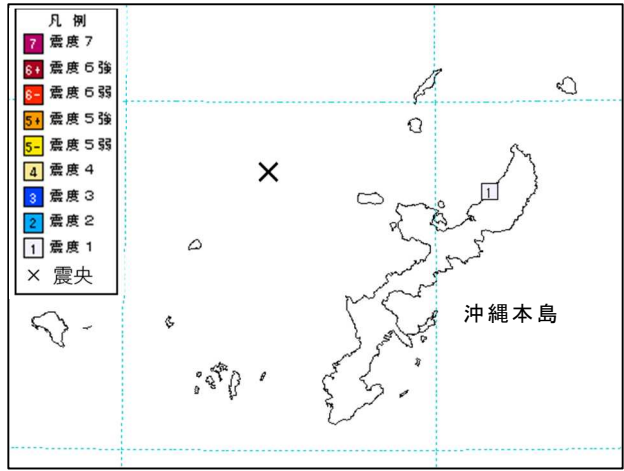 凡例
7 震度7
6+ 震度6強
6- 震度6弱
5+ 震度5強
5- 震度5弱
4 震度4
3 震度3
2 震度2
1 震度1
× 震央
1
沖縄本島